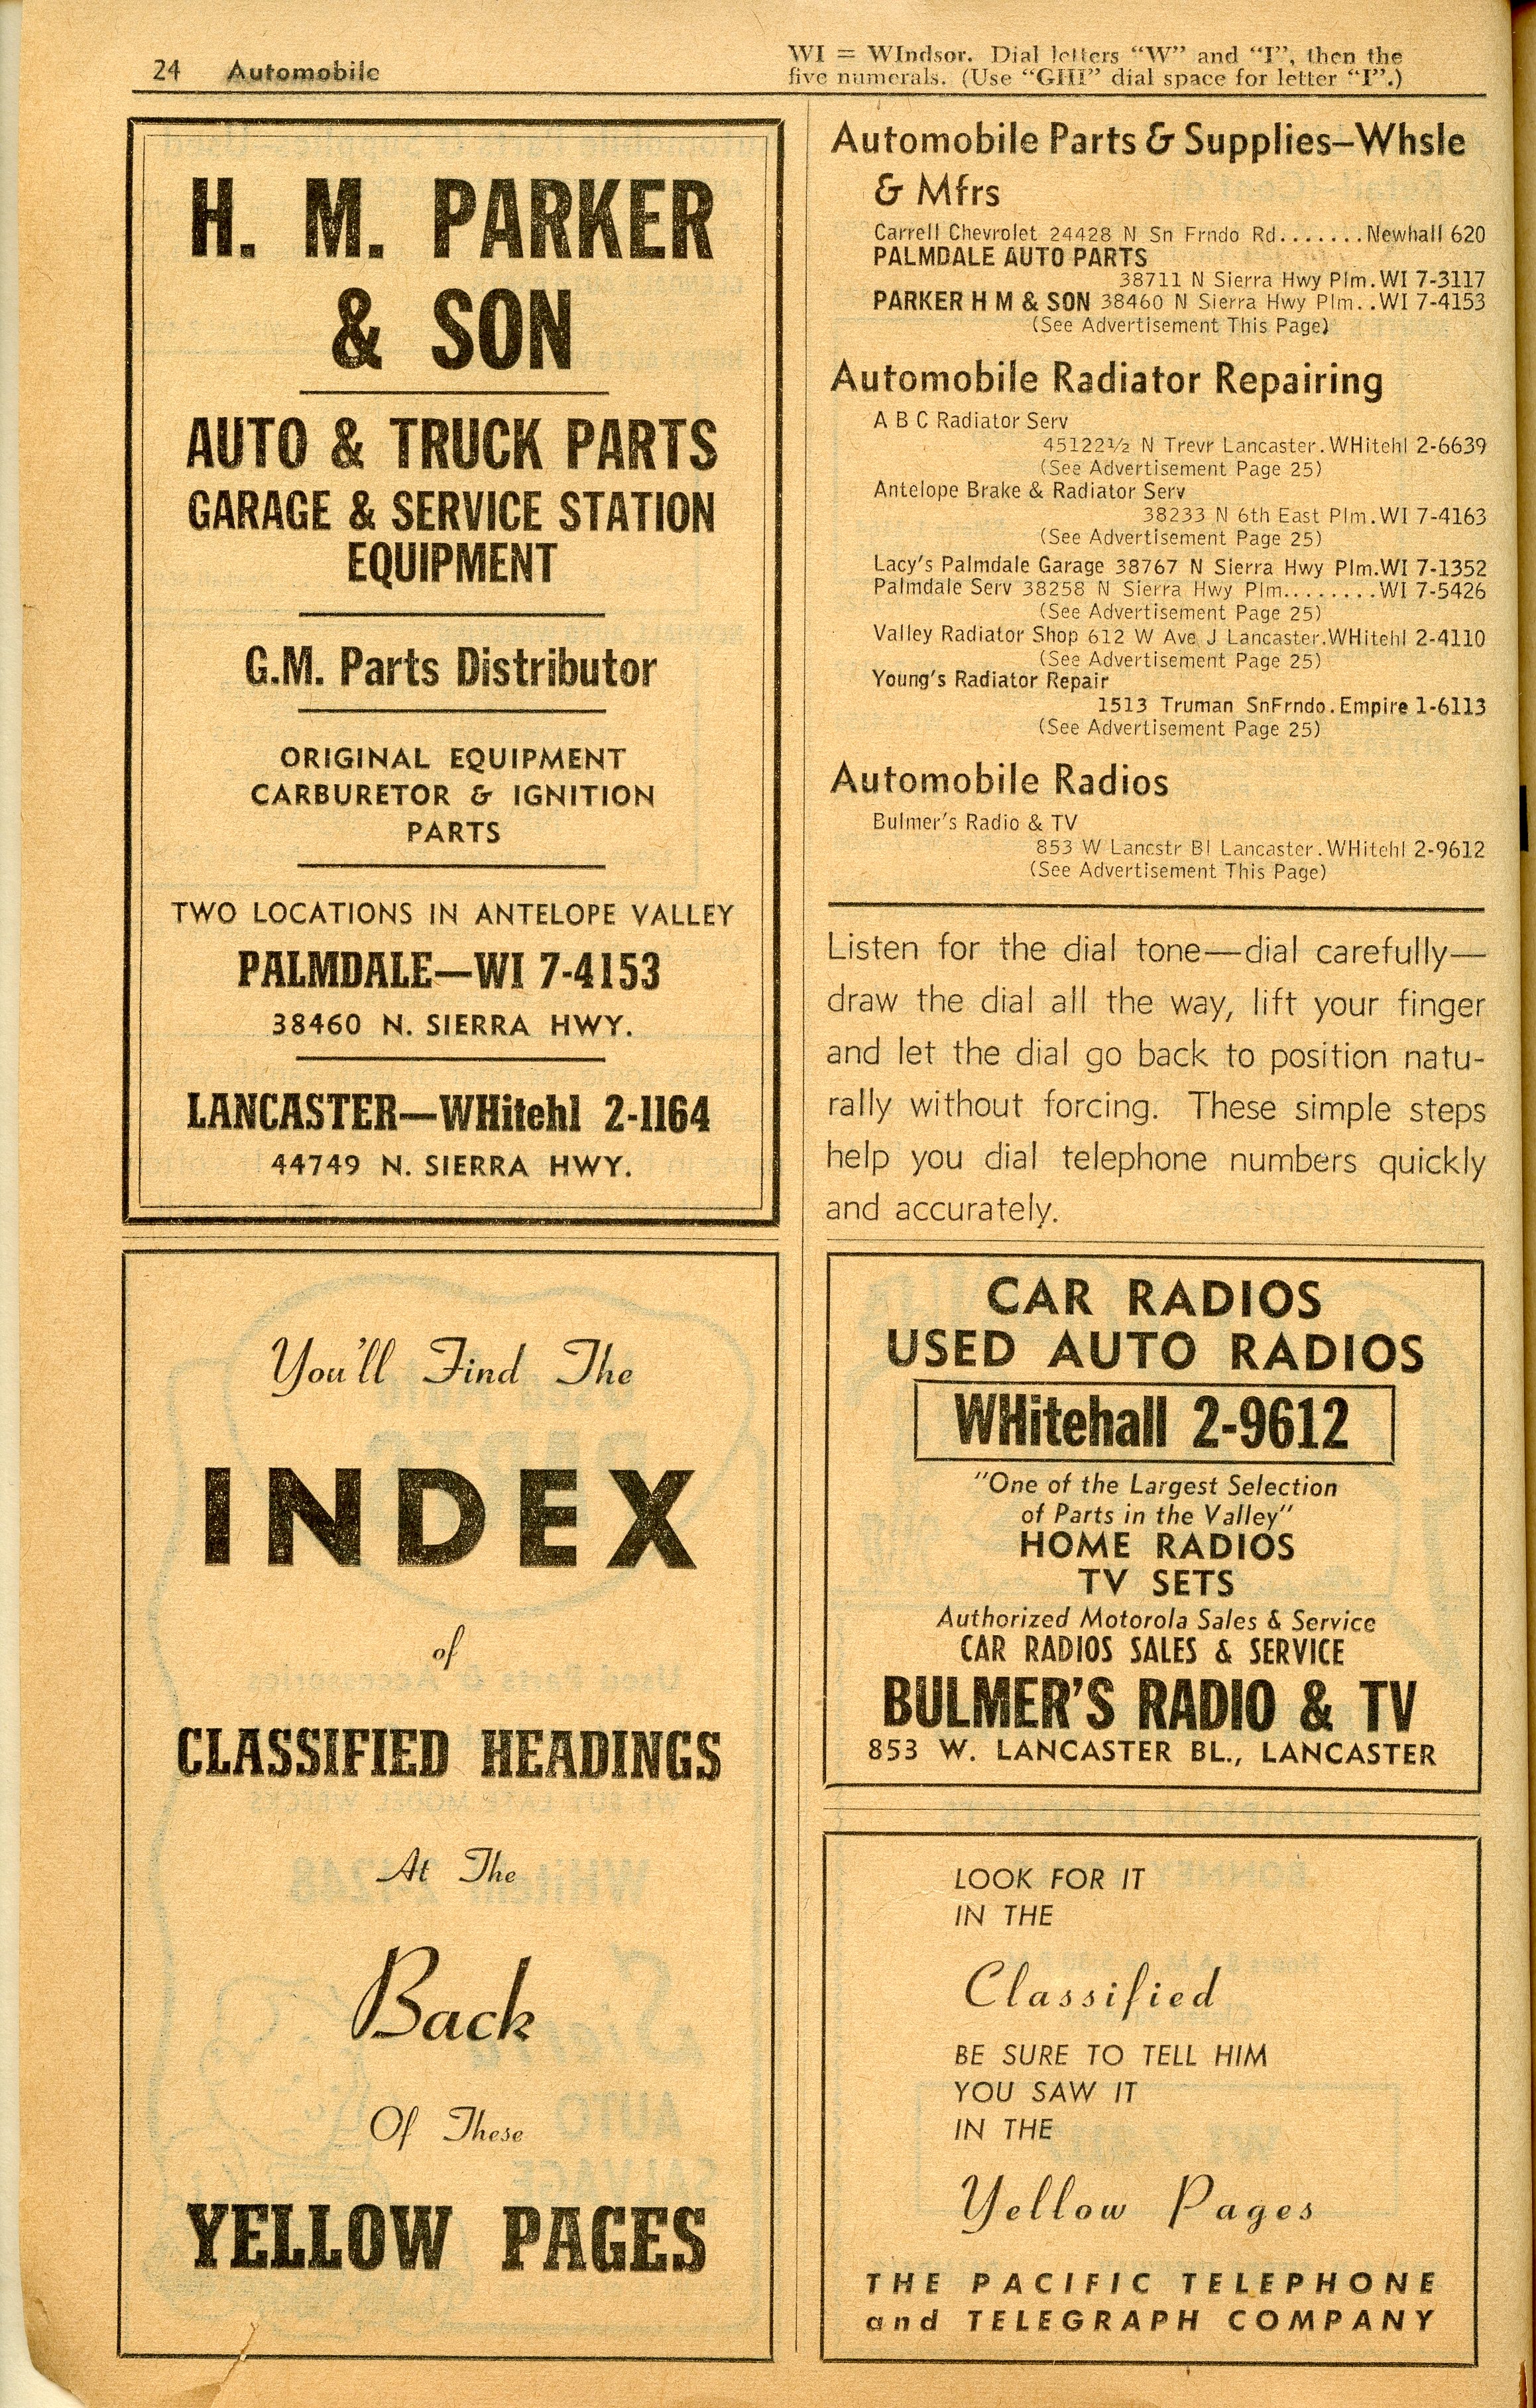 24 Automobile
WI = WIndsor. Dial letters “W” and “I”, then the
five numerals. (Use “GHI” dial space for letter “I”.)
H. M. PARKER
& SON
AUTO & TRUCK PARTS
GARAGE & SERVICE STATION
EQUIPMENT
G.M. Parts Distributor
ORIGINAL EQUIPMENT
CARBURETOR & IGNITION
PARTS
TWO LOCATIONS IN ANTELOPE VALLEY
PALMDALE—WI 7-4153
38460 N. SIERRA HWY.
LANCASTER—WHitehl 2-1164
44749 N. SIERRA HWY.
You'll Find The
INDEX
of
CLASSIFIED HEADINGS
At The
Back
Of These
YELLOW PAGES
Automobile Parts & Supplies—Whsle
& Mfrs
Carrell Chevrolet 24428 N Sn Frndo Rd.......Newhall 620
PALMDALE AUTO PARTS
38711 N Sierra Hwy Plm.WI 7-3117
PARKER H M & SON 38460 N Sierra Hwy Plm..WI 7-4153
(See Advertisement This Page)
Automobile Radiator Repairing
A B C Radiator Serv
45122½ N Trevr Lancaster.WHitehl 2-6639
(See Advertisement Page 25)
Antelope Brake & Radiator Serv
38233 N 6th East Plm.WI 7-4163
(See Advertisement Page 25)
Lacy's Palmdale Garage 38767 N Sierra Hwy Plm.WI 7-1352
Palmdale Serv 38258 N Sierra Hwy Plm........WI 7-5426
(See Advertisement Page 25)
Valley Radiator Shop 612 W Ave J Lancaster.WHitehl 2-4110
(See Advertisement Page 25)
Young's Radiator Repair
1513 Truman SnFrndo.Empire 1-6113
(See Advertisement Page 25)
Automobile Radios
Bulmer's Radio & TV
853 W Lancstr Bl Lancaster.WHitehl 2-9612
(See Advertisement This Page)
Listen for the dial tone—dial carefully—
draw the dial all the way, lift your finger
and let the dial go back to position natu-
rally without forcing. These simple steps
help you dial telephone numbers quickly
and accurately.
CAR RADIOS
USED AUTO RADIOS
WHitehall 2-9612
"One of the Largest Selection
of Parts in the Valley"
HOME RADIOS
TV SETS
Authorized Motorola Sales & Service
CAR RADIOS SALES & SERVICE
BULMER'S RADIO & TV
853 W. LANCASTER BL., LANCASTER
LOOK FOR IT
IN THE
Classified
BE SURE TO TELL HIM
YOU SAW IT
IN THE
Yellow Pages
THE PACIFIC TELEPHONE
and TELEGRAPH COMPANY